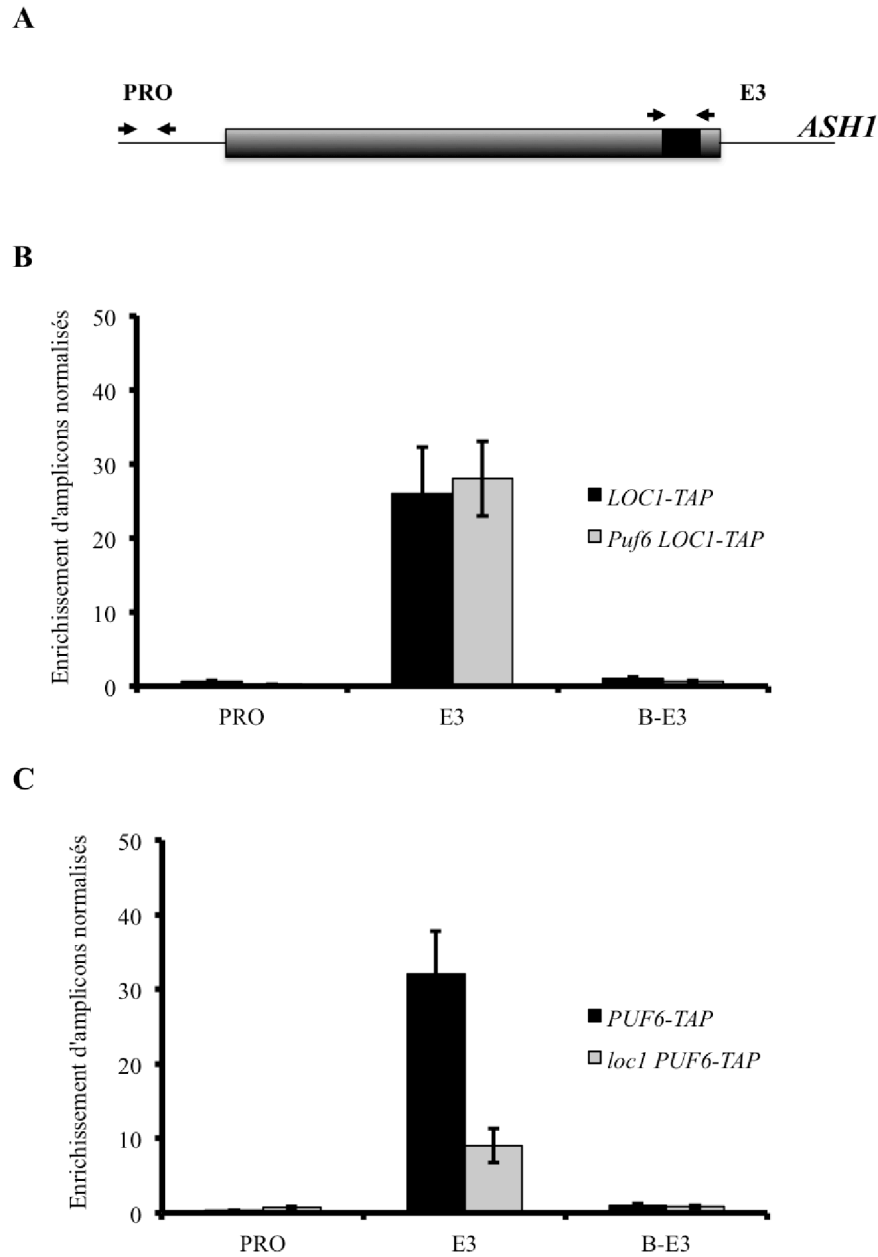 A
PRO
E3
ASH1
B
Enrichissement d'amplicons normalisés
50
40
30
20
10
0
PRO
E3
B-E3
LOC1-TAP
Puf6 LOC1-TAP
C
Enrichissement d'amplicons normalisés
50
40
30
20
10
0
PRO
E3
B-E3
PUF6-TAP
loc1 PUF6-TAP